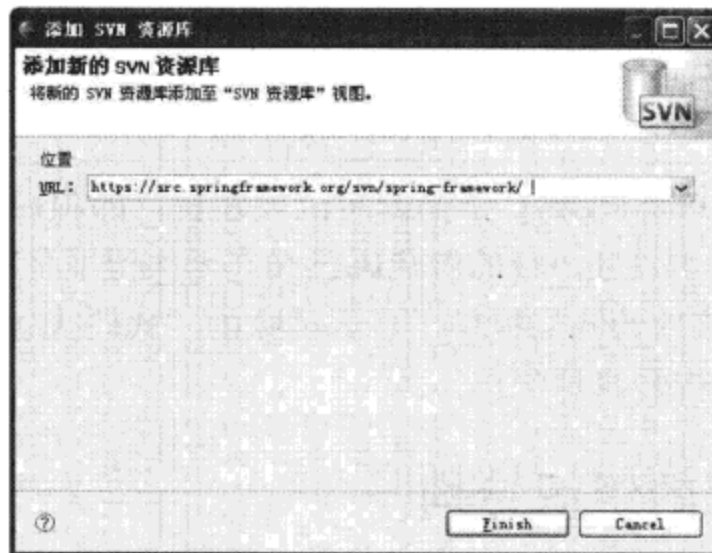 添加 SVN 资源库
添加新的 SVN 资源库
将新的 SVN 资源库添加至“SVN 资源库”视图。
SVN
位置
URL: https://src.springframework.org/svn/spring-framework/
?
Finish Cancel